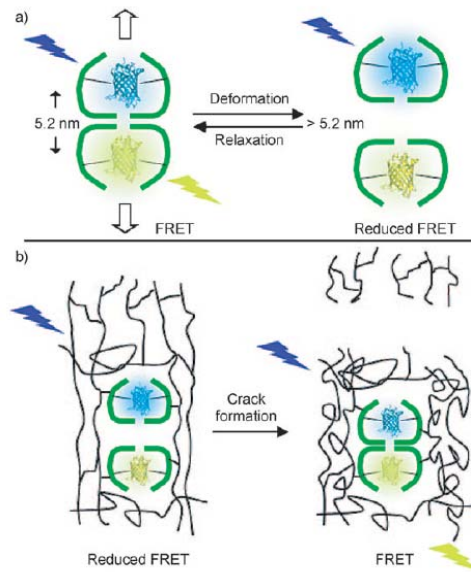 a)
Deformation
5.2 nm
> 5.2 nm
Relaxation
FRET
Reduced FRET
b)
Crack
formation
Reduced FRET
FRET